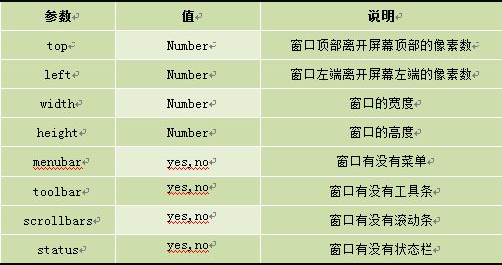 参数 值 说明
top Number 窗口顶部离开屏幕顶部的像素数
left Number 窗口左端离开屏幕左端的像素数
width Number 窗口的宽度
height Number 窗口的高度
menubar yes,no 窗口有没有菜单
toolbar yes,no 窗口有没有工具条
scrollbars yes,no 窗口有没有滚动条
status yes,no 窗口有没有状态栏